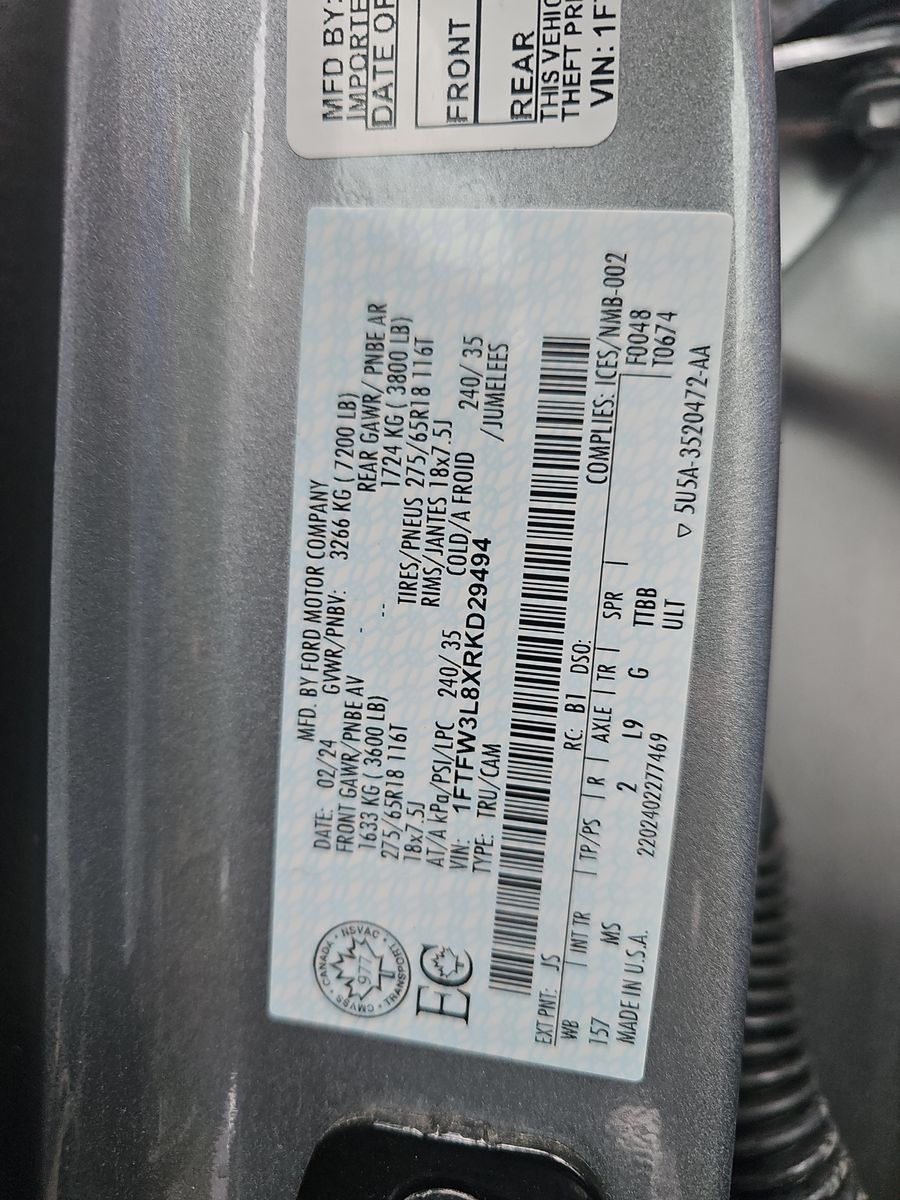 MFD BY:
IMPORTE
DATE OF
FRONT
REAR
THIS VEHIC
THEFT PRE
VIN: 1FT
MFD. BY FORD MOTOR COMPANY
DATE: 02/24 GVWR/PNBV: 3266 KG ( 7200 LB)
FRONT GAWR/PNBE AV - REAR GAWR/ PNBE AR
1633 KG ( 3600 LB) -- 1724 KG ( 3800 LB)
275/65R18 116T TIRES/PNEUS 275/65R18 116T
18x7.5J RIMS/JANTES 18x7.5J
AT/A kPa/PSI/LPC 240/ 35 COLD/A FROID 240/ 35
VIN: 1FTFW3L8XRKD29494 /JUMELEES
TYPE: TRU/CAM
CANADA • NSVAC • TRANSPORT • CMVSS •
977
T
EC
EXT PNT: JS RC: B1 DSO: COMPLIES: ICES/NMB-002
WB INT TR TP/PS R AXLE TR SPR F0048
157 MS 2 L9 G TTBB T0674
MADE IN U.S.A. 220240227 7469 ULT
▽ 5U5A-3520472-AA